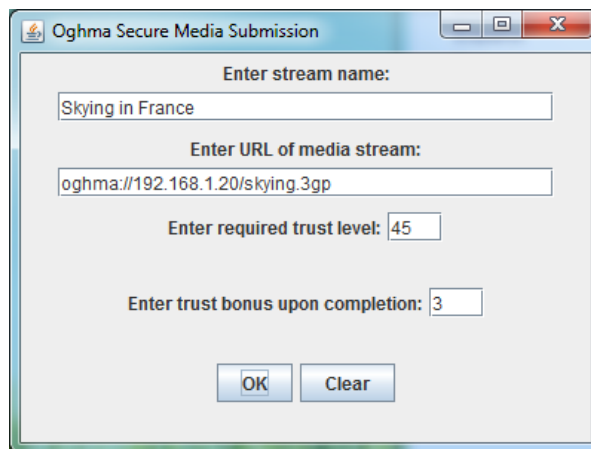 Oghma Secure Media Submission
Enter stream name:
Skying in France
Enter URL of media stream:
oghma://192.168.1.20/skying.3gp
Enter required trust level: 45
Enter trust bonus upon completion: 3
OK Clear